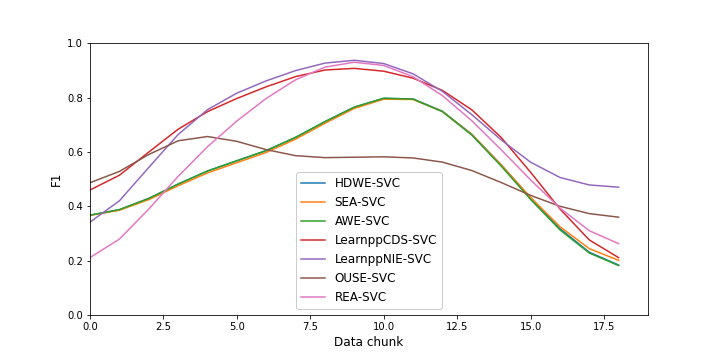 F1
1.0
0.8
0.6
0.4
0.2
0.0
HDWE-SVC
SEA-SVC
AWE-SVC
LearnppCDS-SVC
LearnppNIE-SVC
OUSE-SVC
REA-SVC
0.0 2.5 5.0 7.5 10.0 12.5 15.0 17.5
Data chunk